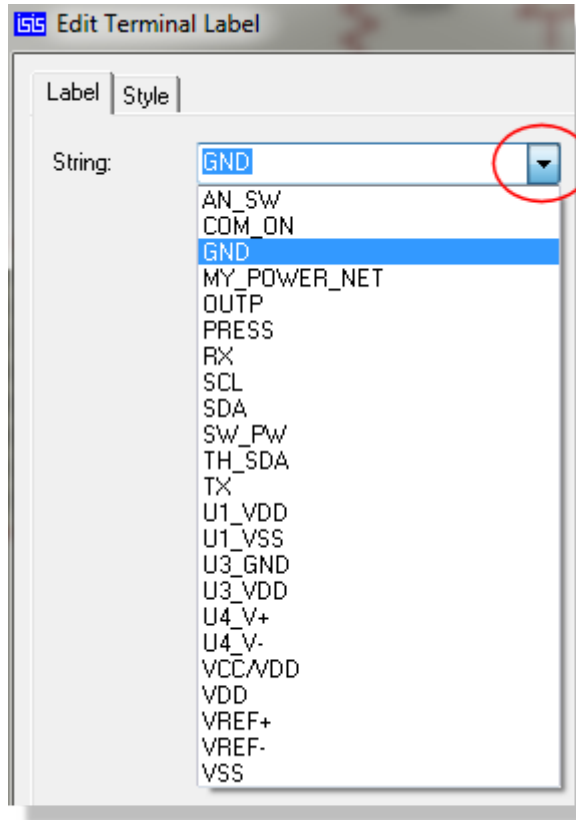 isis Edit Terminal Label
Label Style
String: GND
AN_SW
COM_ON
GND
MY_POWER_NET
OUTP
PRESS
RX
SCL
SDA
SW_PW
TH_SDA
TX
U1_VDD
U1_VSS
U3_GND
U3_VDD
U4_V+
U4_V-
VCC/VDD
VDD
VREF+
VREF-
VSS